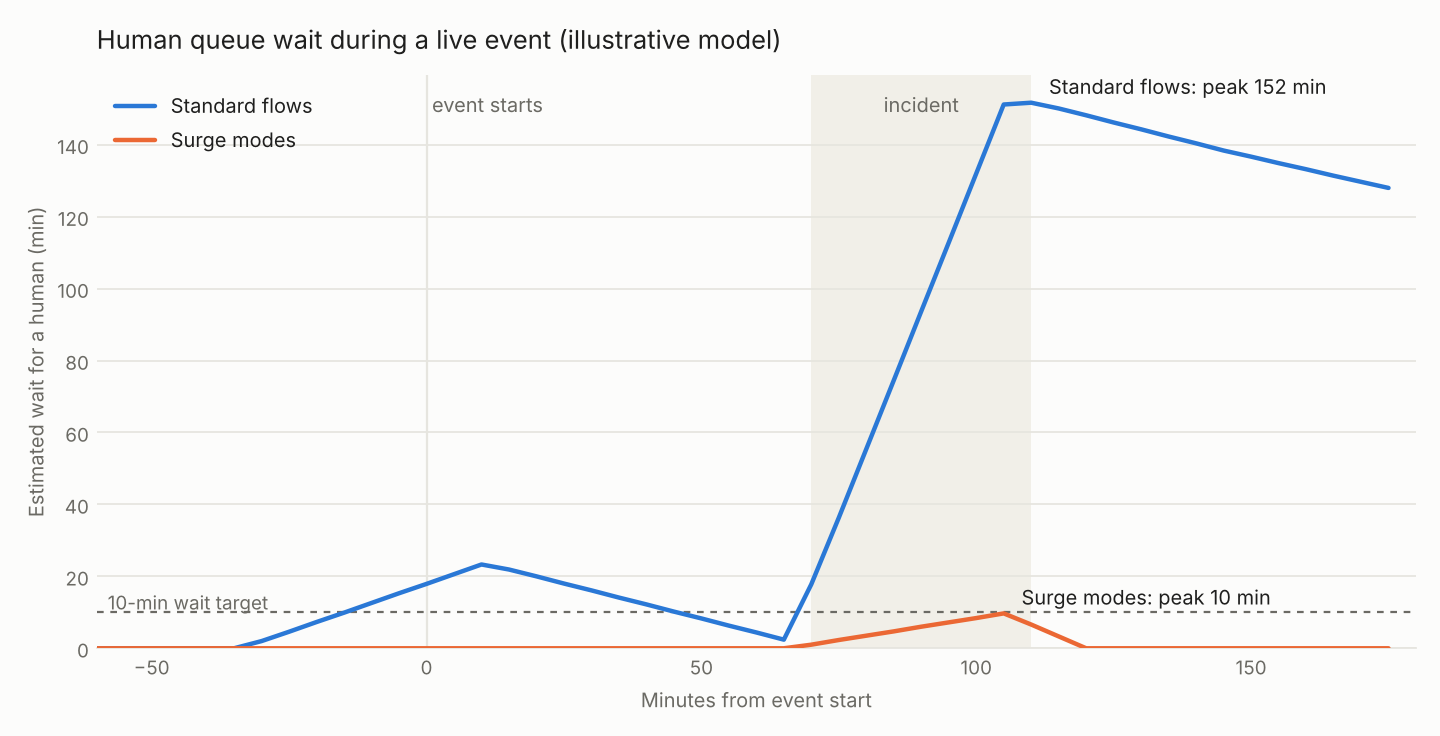 Human queue wait during a live event (illustrative model)
Standard flows
Surge modes
event starts
incident
Standard flows: peak 152 min
Surge modes: peak 10 min
10-min wait target
Estimated wait for a human (min)
140
120
100
80
60
40
20
0
−50
0
50
100
150
Minutes from event start